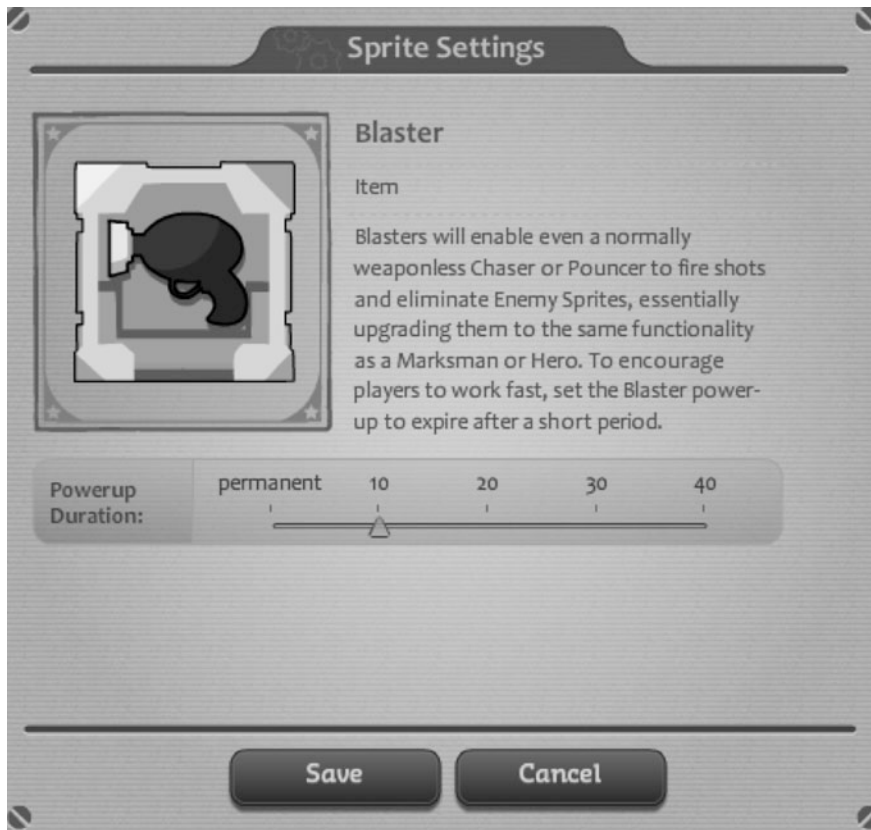 Sprite Settings
Blaster
Item
Blasters will enable even a normally
weaponless Chaser or Pouncer to fire shots
and eliminate Enemy Sprites, essentially
upgrading them to the same functionality
as a Marksman or Hero. To encourage
players to work fast, set the Blaster power-
up to expire after a short period.
Powerup
Duration:
permanent 10 20 30 40
Save Cancel